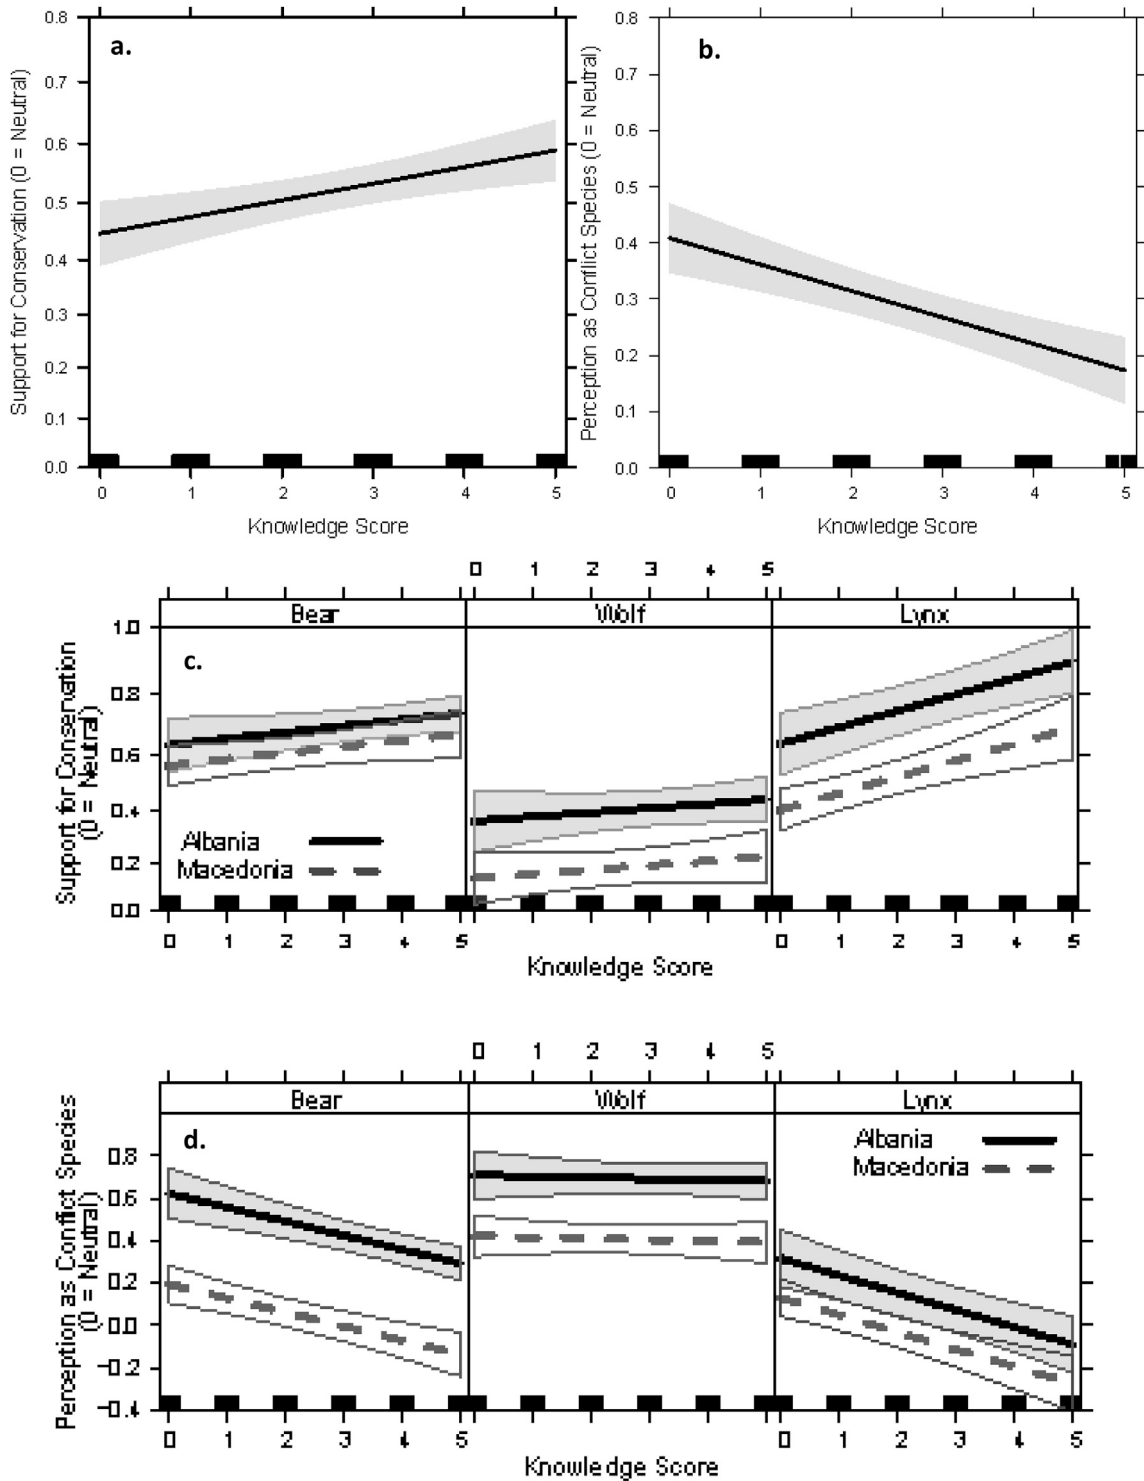 a.
Support for Conservation (0 = Neutral)
0.8
0.7
0.6
0.5
0.4
0.3
0.2
0.1
0.0
0 1 2 3 4 5
Knowledge Score
b.
Perception as Conflict Species (0 = Neutral)
0.8
0.7
0.6
0.5
0.4
0.3
0.2
0.1
0.0
0 1 2 3 4 5
Knowledge Score
0 1 2 3 4 5
Bear Wolf Lynx
c.
Support for Conservation
(0 = Neutral)
1.0
0.8
0.6
0.4
0.2
0.0
Albania
Macedonia
0 1 2 3 4 5 0 1 2 3 4 5
Knowledge Score
0 1 2 3 4 5
Bear Wolf Lynx
d.
Perception as Conflict Species
(0 = Neutral)
0.8
0.6
0.4
0.2
0.0
-0.2
-0.4
Albania
Macedonia
0 1 2 3 4 5 0 1 2 3 4 5
Knowledge Score